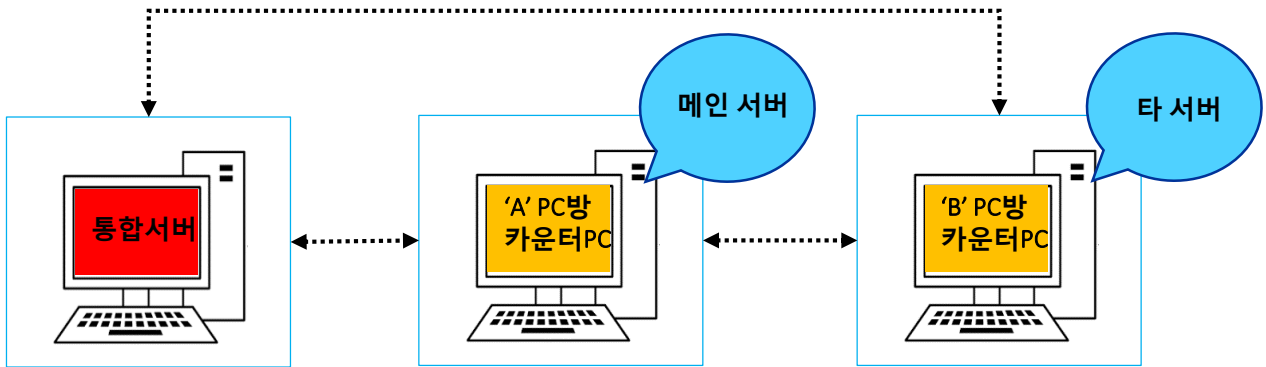 메인 서버
타 서버
통합서버
‘A’ PC방
카운터PC
‘B’ PC방
카운터PC